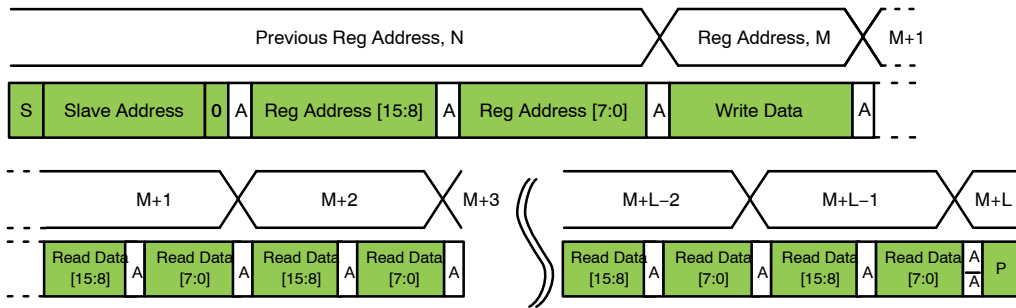 Previous Reg Address, N Reg Address, M M+1
S Slave Address 0 A Reg Address [15:8] A Reg Address [7:0] A Write Data A
M+1 M+2 M+3 M+L−2 M+L−1 M+L
Read Data Read Data Read Data Read Data Read Data Read Data Read Data Read Data A
[15:8] A [7:0] A [15:8] A [7:0] A [15:8] A [7:0] A [15:8] A [7:0] A P